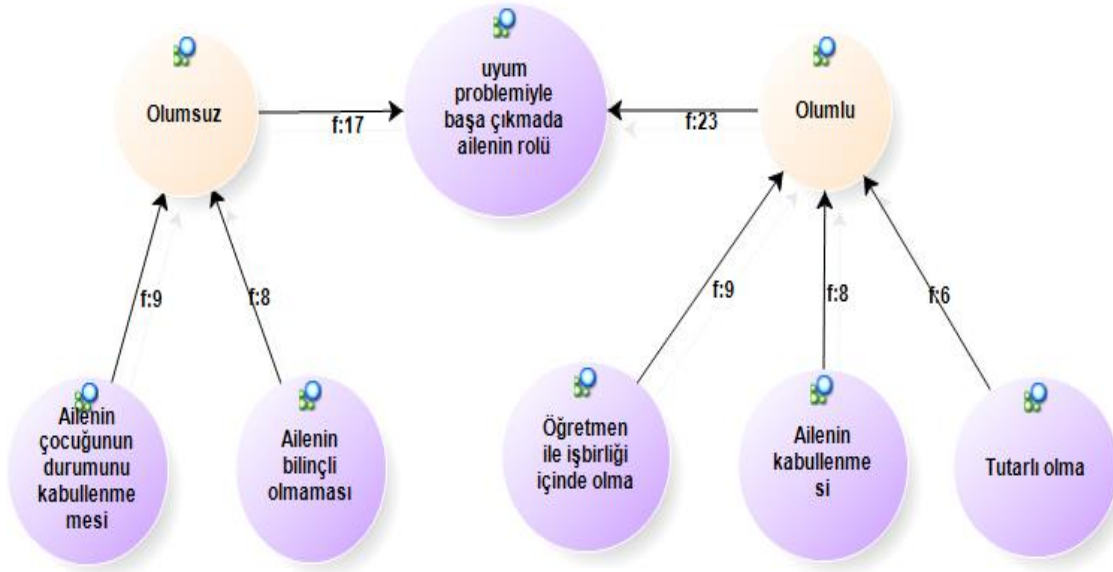 Olumsuz
f:17
uyum
problemiyle
başa çıkmada
ailenin rolü
f:23
Olumlu
f:9
f:8
f:9
f:8
f:6
Ailenin
çocuğunun
durumunu
kabullenme
mesi
Ailenin
bilinçli
olmaması
Öğretmen
ile işbirliği
içinde olma
Ailenin
kabullenme
si
Tutarlı olma